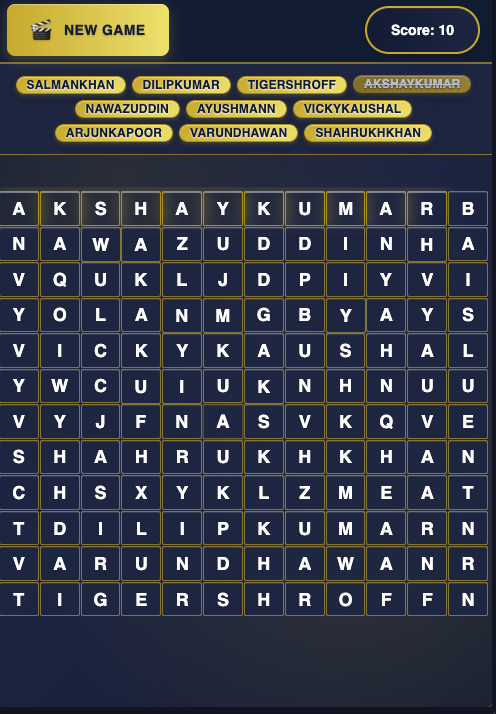 NEW GAME
Score: 10
SALMANKHAN DILIPKUMAR TIGERSHROFF AKSHAYKUMAR
NAWAZUDDIN AYUSHMANN VICKYKAUSHAL
ARJUNKAPOOR VARUNDHAWAN SHAHRUKHKHAN
A K S H A Y K U M A R B
N A W A Z U D D I N H A
V Q U K L J D P I Y V I
Y O L A N M G B Y A Y S
V I C K Y K A U S H A L
Y W C U I U K N H N U U
V Y J F N A S V K Q V E
S H A H R U K H K H A N
C H S X Y K L Z M E A T
T D I L I P K U M A R N
V A R U N D H A W A N R
T I G E R S H R O F F N